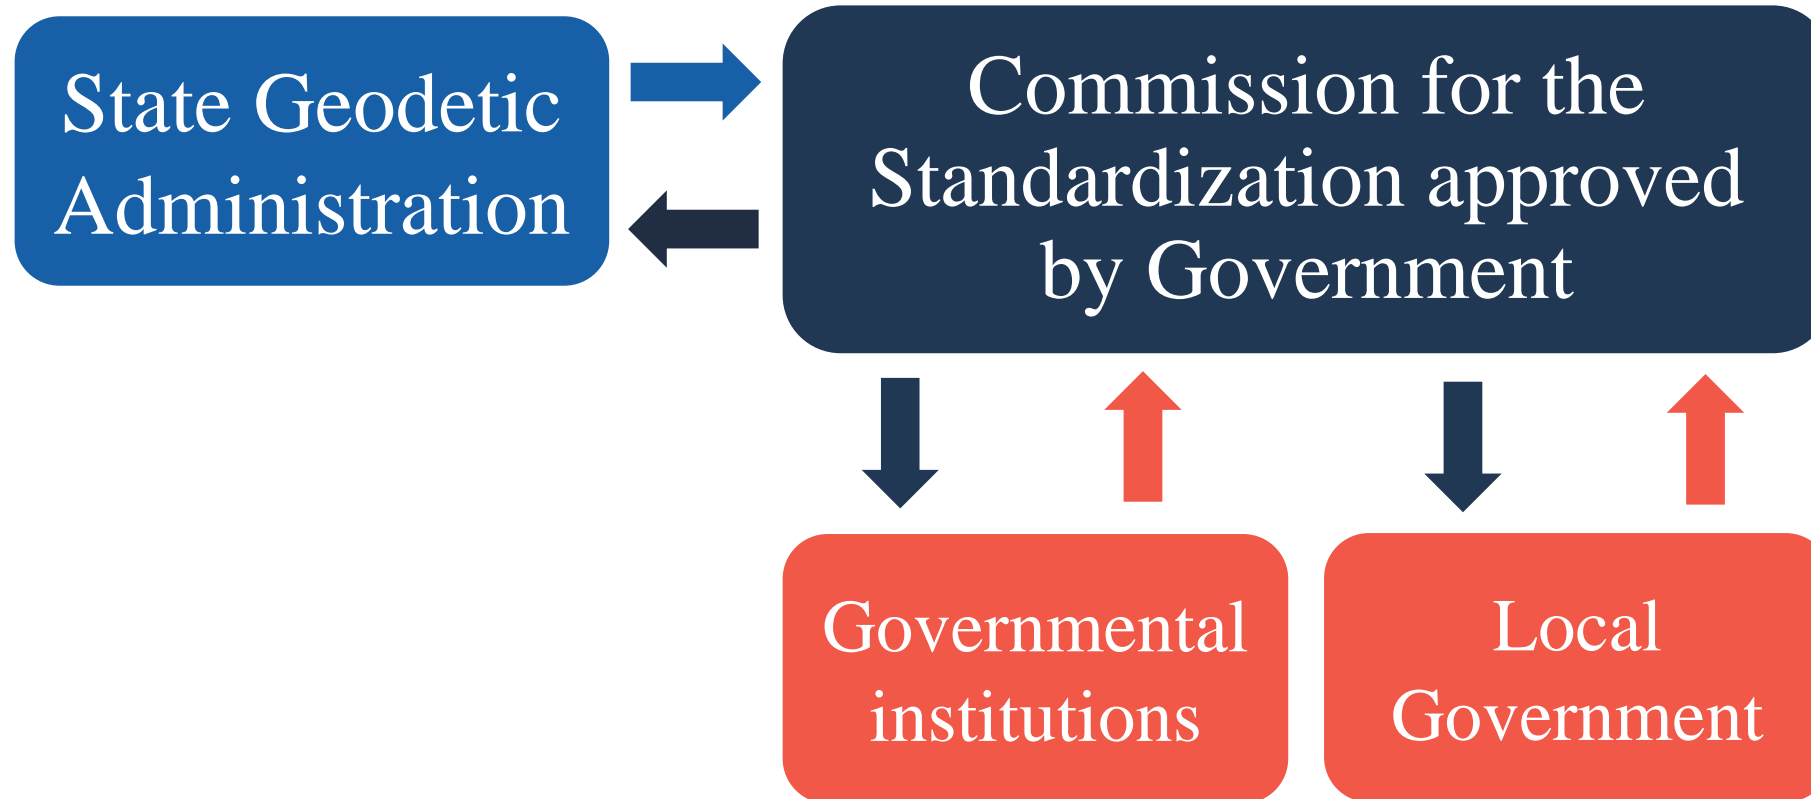 State Geodetic
Administration
Commission for the
Standardization approved
by Government
Governmental
institutions
Local
Government